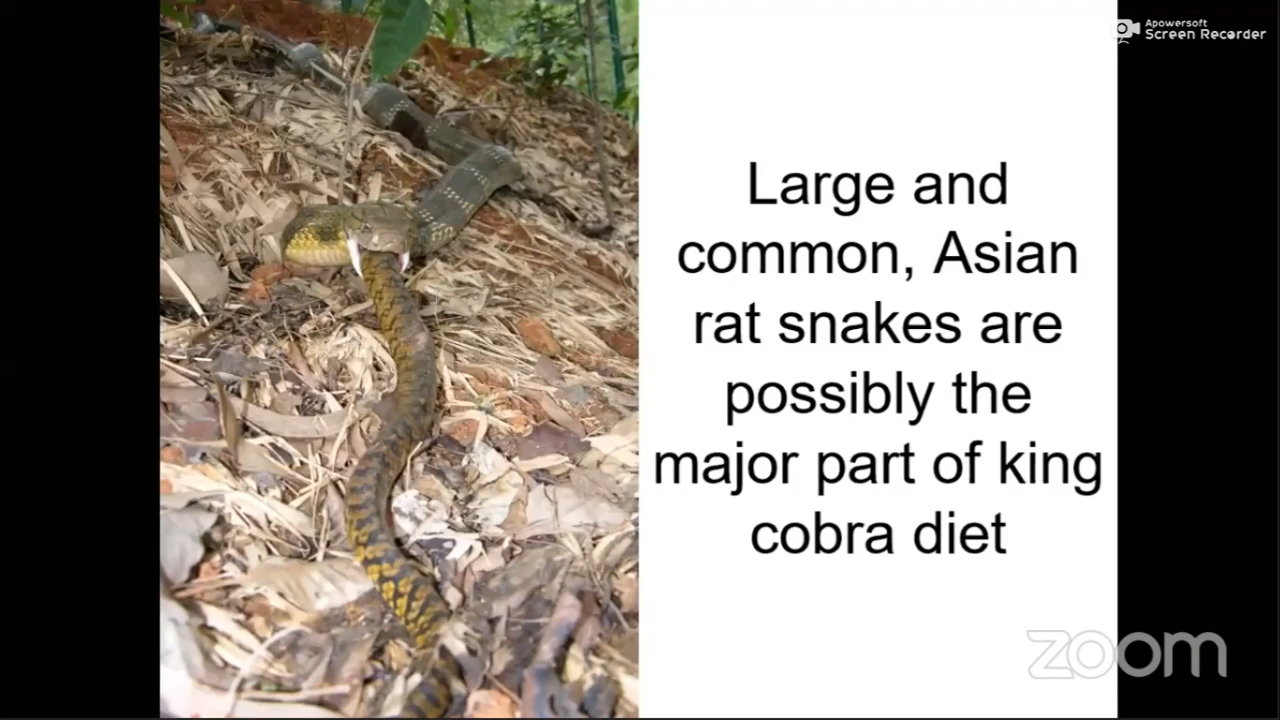 Apowersoft
Screen Recorder
Large and
common, Asian
rat snakes are
possibly the
major part of king
cobra diet
zoom